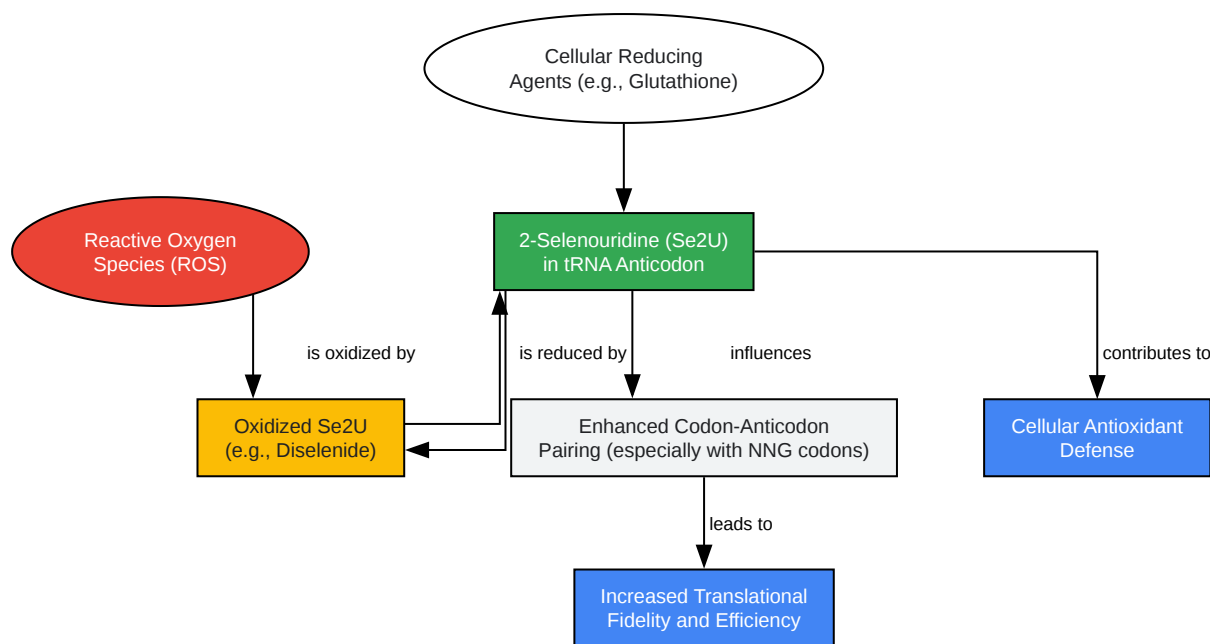 Cellular Reducing
Agents (e.g., Glutathione)
Reactive Oxygen
Species (ROS)
2-Selenouridine (Se2U)
in tRNA Anticodon
is oxidized by
is reduced by
influences
contributes to
Oxidized Se2U
(e.g., Diselenide)
Enhanced Codon-Anticodon
Pairing (especially with NNG codons)
Cellular Antioxidant
Defense
leads to
Increased Translational
Fidelity and Efficiency